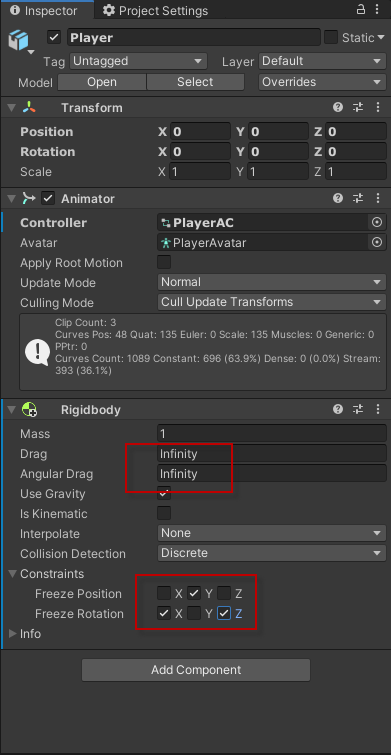 Inspector Project Settings
Player Static
Tag Untagged Layer Default
Model Open Select Overrides
Transform
Position X 0 Y 0 Z 0
Rotation X 0 Y 0 Z 0
Scale X 1 Y 1 Z 1
Animator
Controller PlayerAC
Avatar PlayerAvatar
Apply Root Motion
Update Mode Normal
Culling Mode Cull Update Transforms
Clip Count: 3
Curves Pos: 48 Quat: 135 Euler: 0 Scale: 135 Muscles: 0 Generic: 0
PPtr: 0
Curves Count: 1089 Constant: 696 (63.9%) Dense: 0 (0.0%) Stream:
393 (36.1%)
Rigidbody
Mass 1
Drag Infinity
Angular Drag Infinity
Use Gravity
Is Kinematic
Interpolate None
Collision Detection Discrete
Constraints
Freeze Position X Y Z
Freeze Rotation X Y Z
Info
Add Component